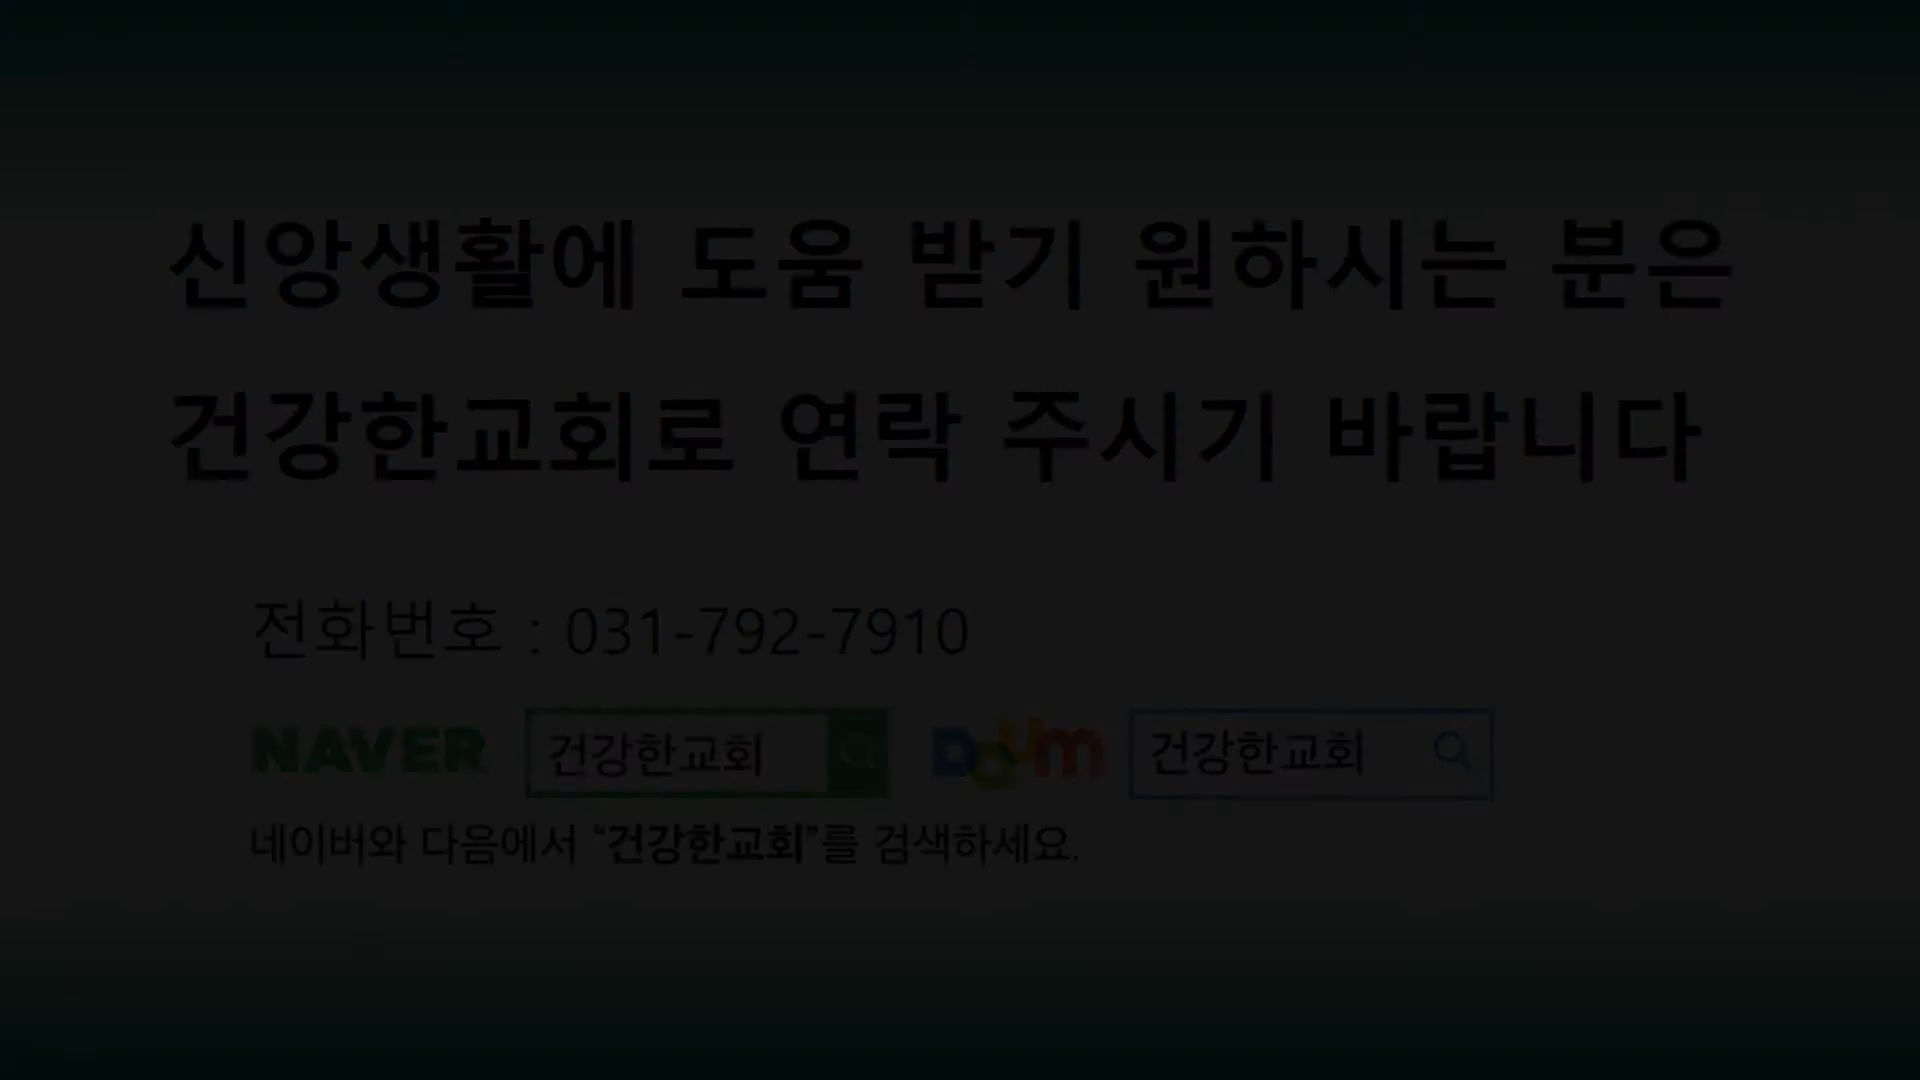 신앙생활에 도움 받기 원하시는 분은
건강한교회로 연락 주시기 바랍니다
전화번호 : 031-792-7910
NAVER 건강한교회 Daum 건강한교회
네이버와 다음에서 "건강한교회"를 검색하세요.